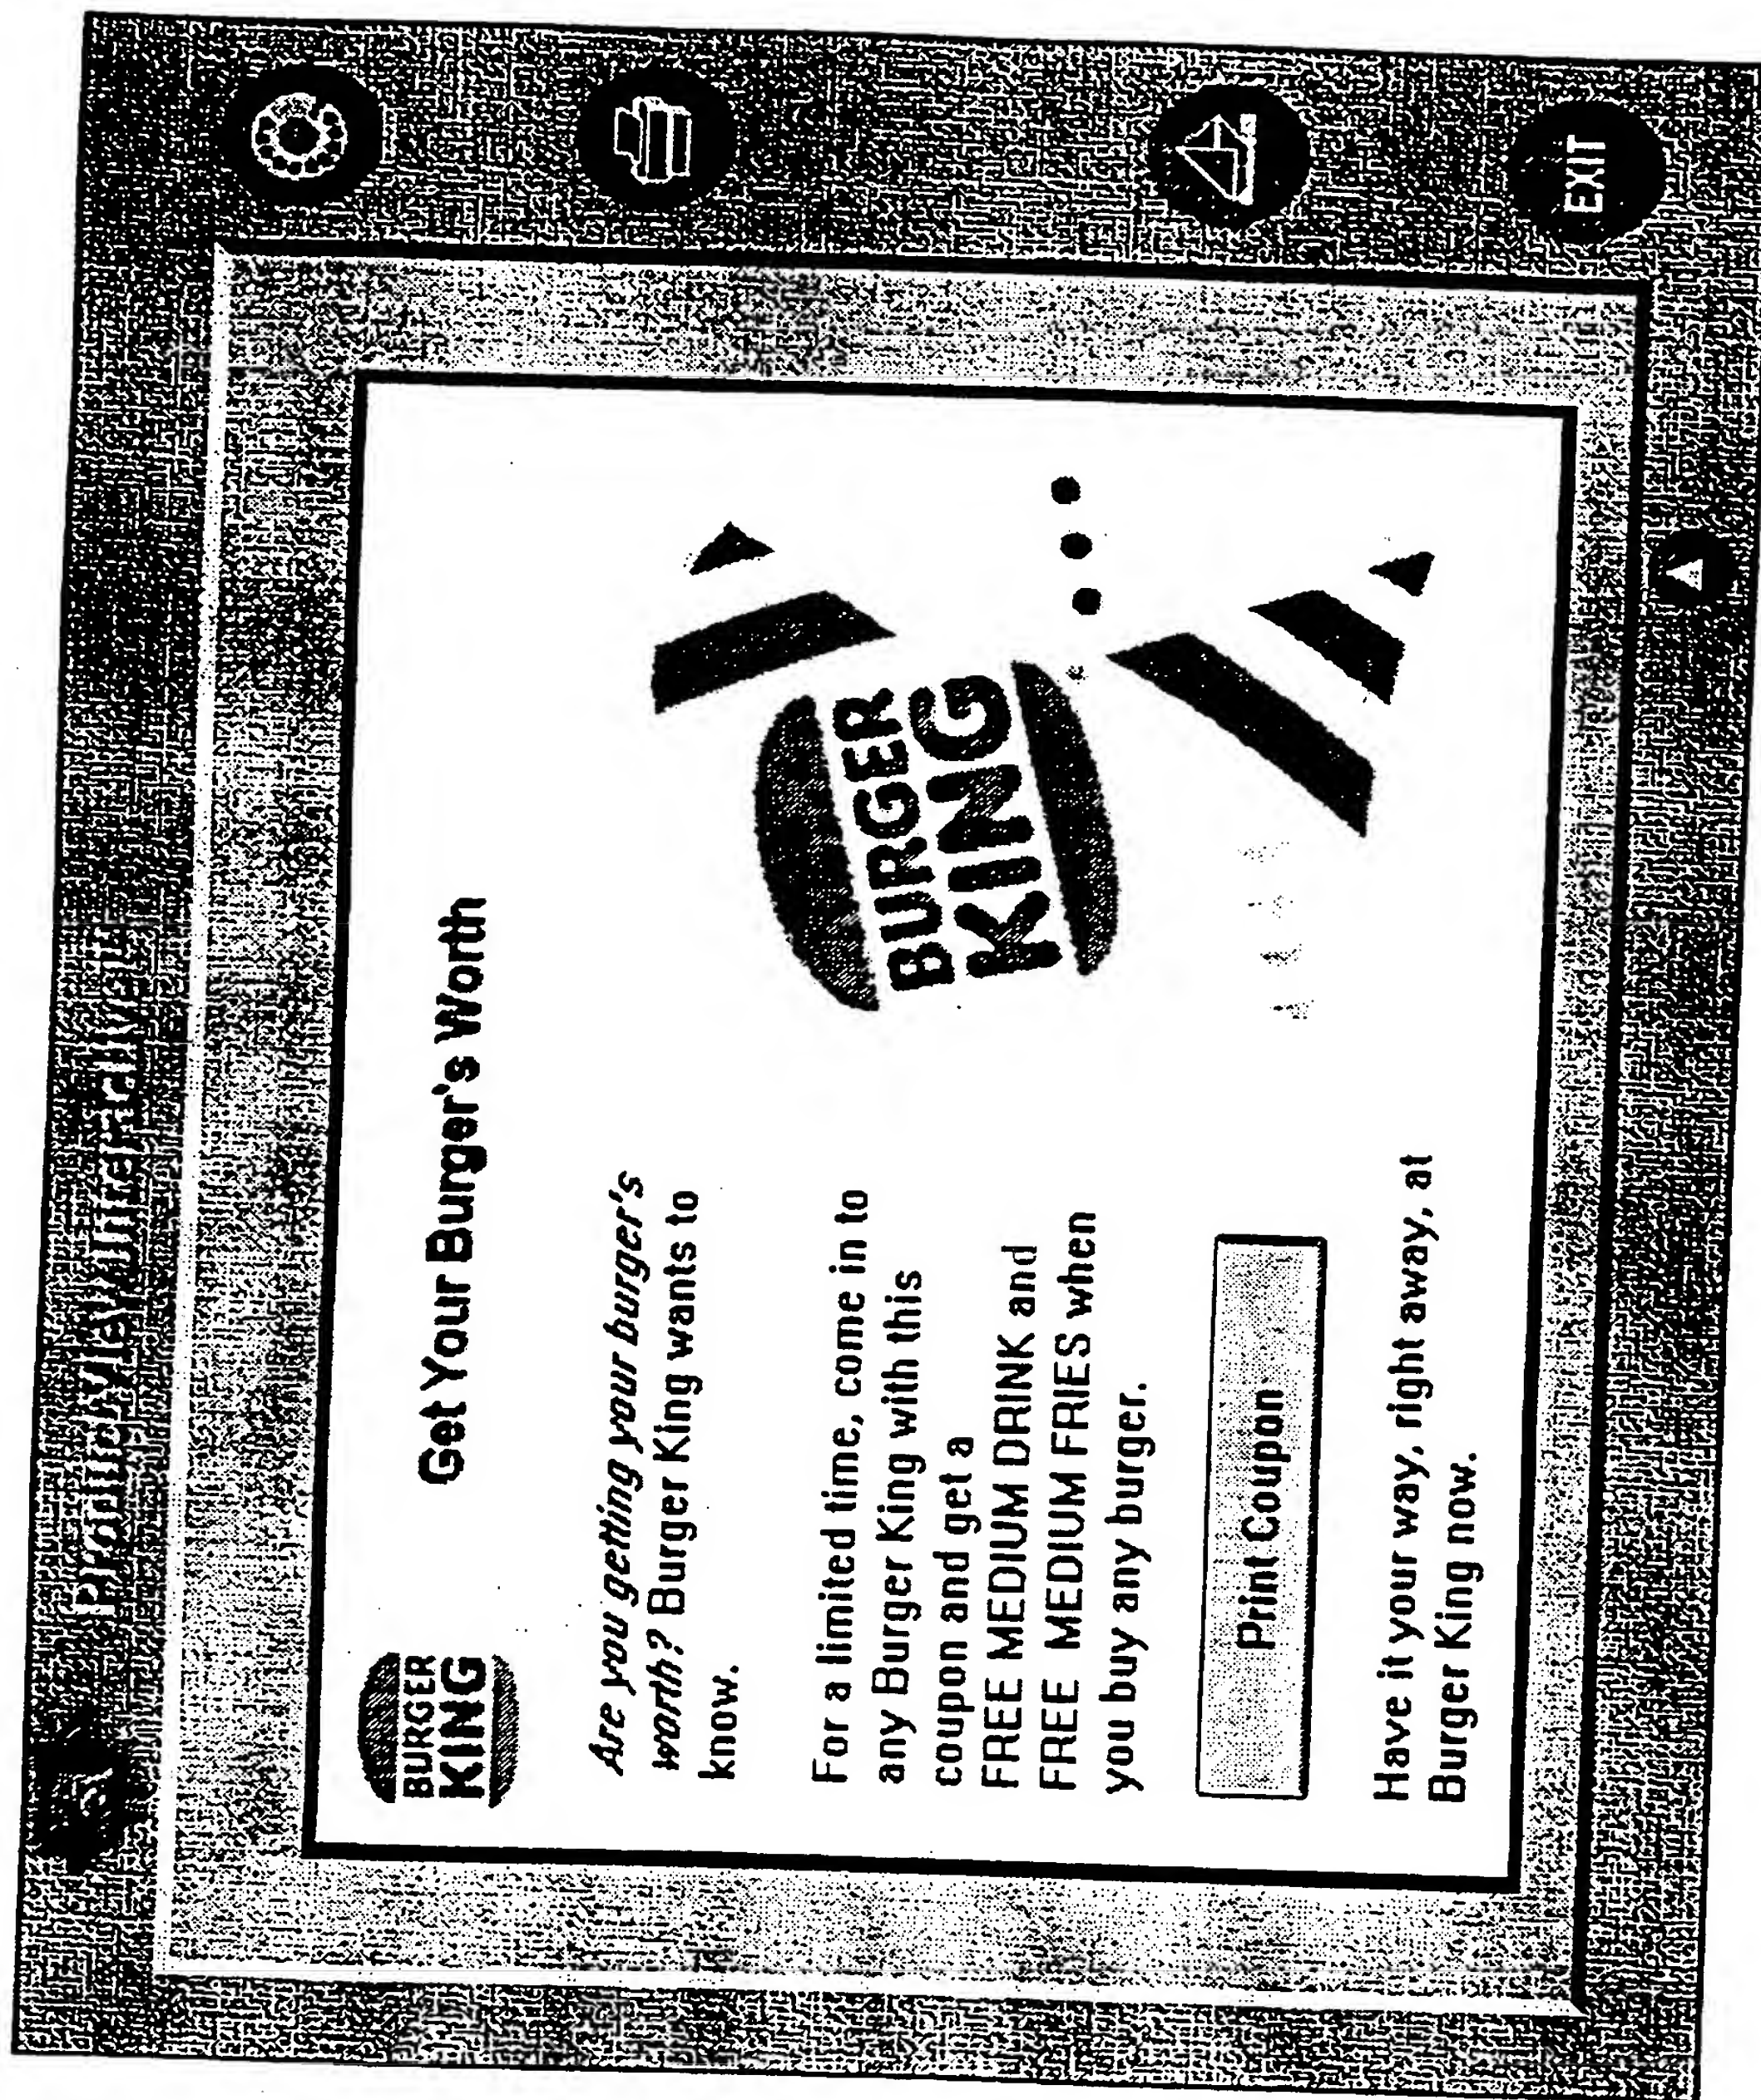 BURGER
KING
Get Your Burger's Worth
Are you getting your burger's
worth? Burger King wants to
know.
For a limited time, come in to
any Burger King with this
coupon and get a
FREE MEDIUM DRINK and
FREE MEDIUM FRIES when
you buy any burger.
Print Coupon
Have it your way, right away, at
Burger King now.
BURGER
KING
EXIT